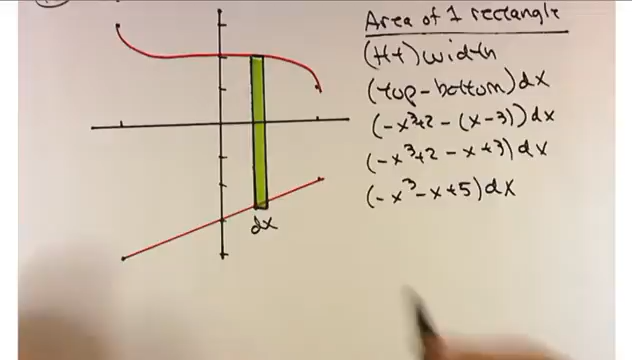 Area of 1 rectangle
(Ht) width
(top - bottom) dx
(-x³+2 - (x-3)) dx
(-x³+2 - x+3) dx
(-x³-x+5) dx
dx